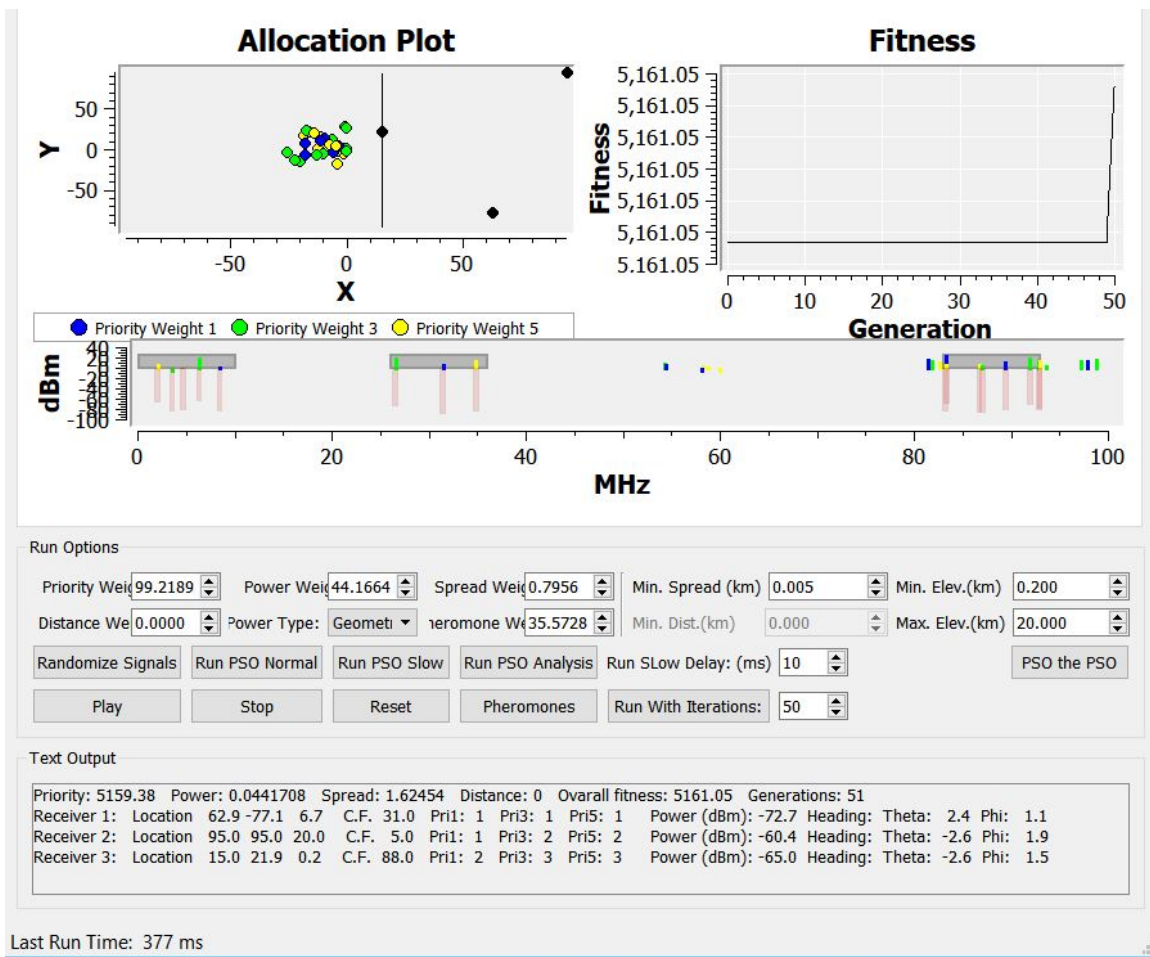 Allocation Plot
50
0
-50
Y
-50 0 50
X
Priority Weight 1 Priority Weight 3 Priority Weight 5
Fitness
5,161.05
5,161.05
5,161.05
5,161.05
5,161.05
5,161.05
5.161.05
Fitness
0 10 20 30 40 50
Generation
40
20
0
-20
-100
dBm
0 20 40 60 80 100
MHz
Run Options
Priority Weig 99.2189 Power Weig 44.1664 Spread Weig 0.7956 Min. Spread (km) 0.005 Min. Elev.(km) 0.200
Distance We 0.0000 Power Type: Geometi neromone We 35.5728 Min. Dist.(km) 0.000 Max. Elev.(km) 20.000
Randomize Signals Run PSO Normal Run PSO Slow Run PSO Analysis Run SLow Delay: (ms) 10 PSO the PSO
Play Stop Reset Pheromones Run With Iterations: 50
Text Output
Priority: 5159.38 Power: 0.0441708 Spread: 1.62454 Distance: 0 Ovarall fitness: 5161.05 Generations: 51
Receiver 1: Location 62.9 -77.1 6.7 C.F. 31.0 Pri1: 1 Pri3: 1 Pri5: 1 Power (dBm): -72.7 Heading: Theta: 2.4 Phi: 1.1
Receiver 2: Location 95.0 95.0 20.0 C.F. 5.0 Pri1: 1 Pri3: 2 Pri5: 2 Power (dBm): -60.4 Heading: Theta: -2.6 Phi: 1.9
Receiver 3: Location 15.0 21.9 0.2 C.F. 88.0 Pri1: 2 Pri3: 3 Pri5: 3 Power (dBm): -65.0 Heading: Theta: -2.6 Phi: 1.5
Last Run Time: 377 ms